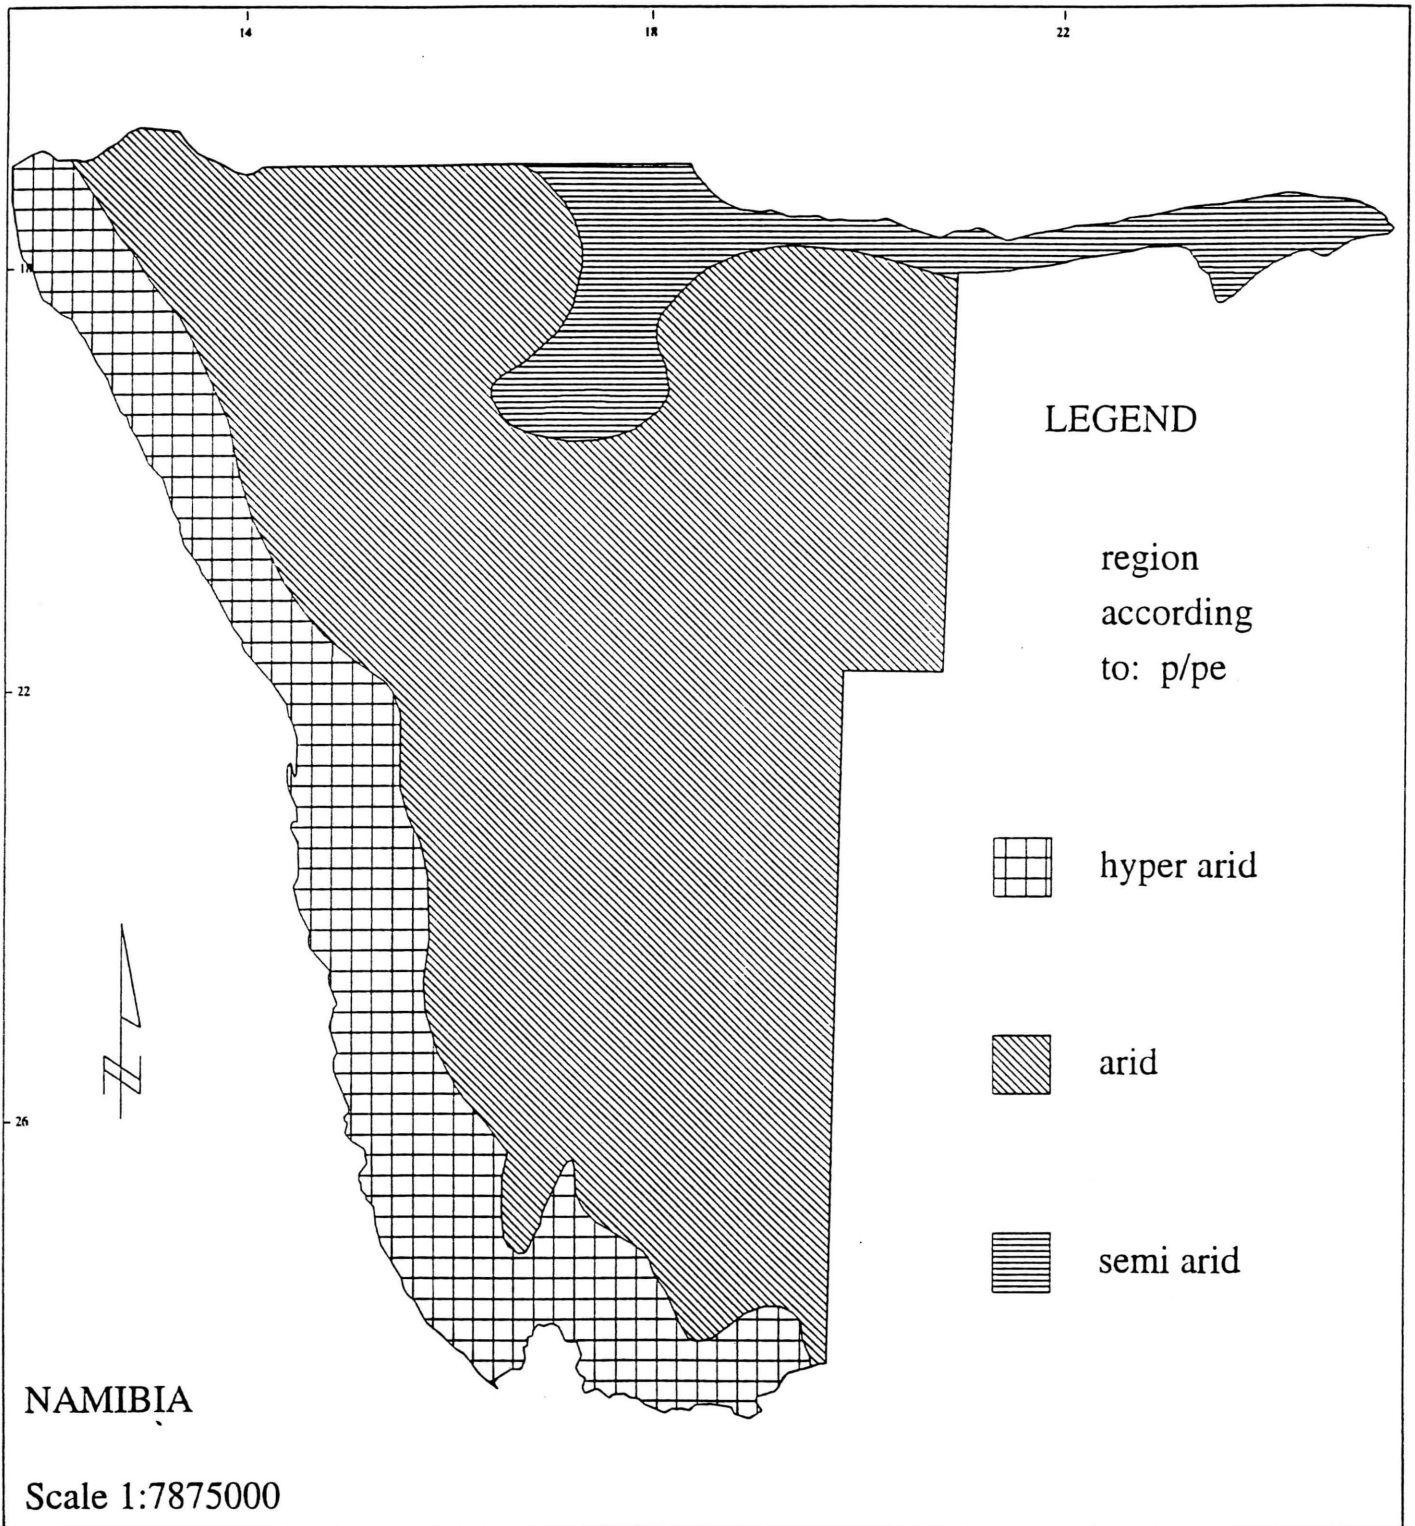 14
18
22
18
22
26
LEGEND
region
according
to: p/pe
hyper arid
arid
semi arid
N
NAMIBIA
Scale 1:7875000